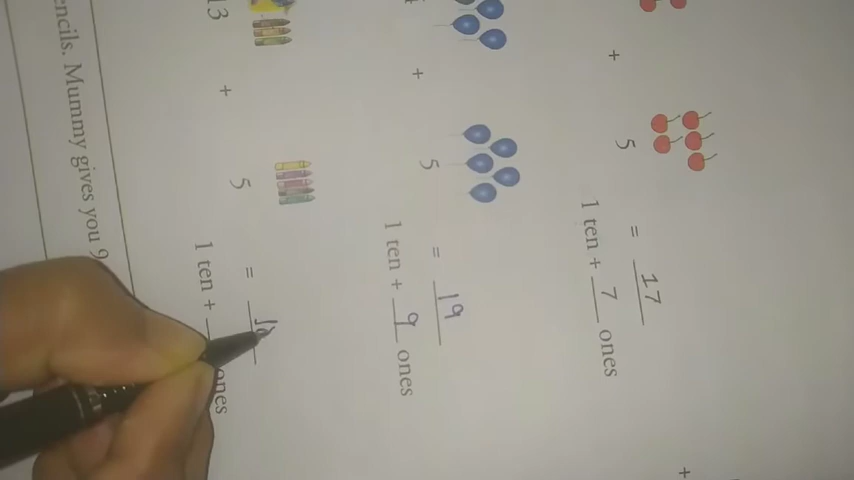 + 5 = 17
1 ten + 7 ones
+ 5 = 19
1 ten + 9 ones
13 + 5 =
1 ten + ones
encils. Mummy gives you 9
+